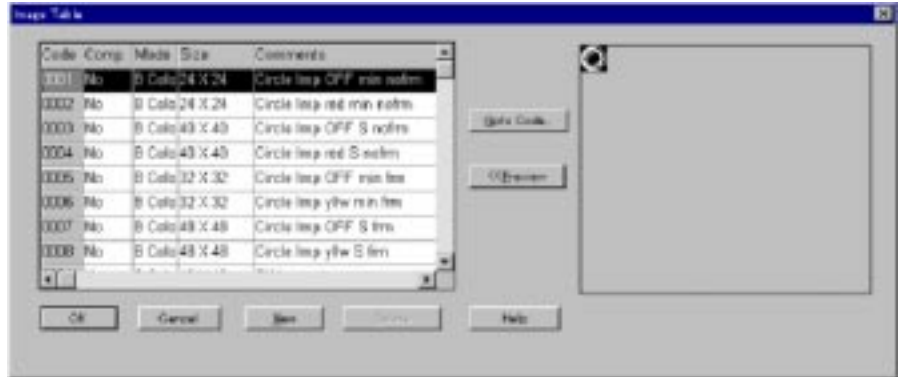 Image Table
Code Comp Mode Size Comments
0001 No 8 Colo 24 X 24 Circle lmp OFF min nofrm
0002 No 8 Colo 24 X 24 Circle lmp red min nofrm
0003 No 8 Colo 48 X 48 Circle lmp OFF S nofrm
0004 No 8 Colo 48 X 48 Circle lmp red S nofrm
0005 No 8 Colo 32 X 32 Circle lmp OFF min frm
0006 No 8 Colo 32 X 32 Circle lmp yllw min frm
0007 No 8 Colo 48 X 48 Circle lmp OFF S frm
0008 No 8 Colo 48 X 48 Circle lmp yllw S frm
Goto Code..
<<Preview
OK Cancel New Delete Help